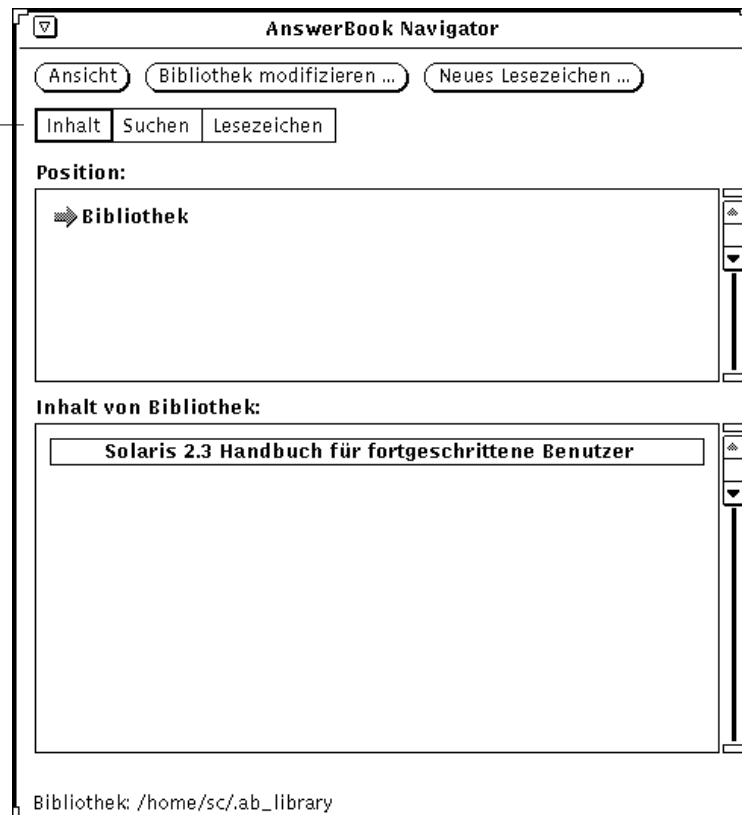 AnswerBook Navigator
Ansicht Bibliothek modifizieren ... Neues Lesezeichen ...
Inhalt Suchen Lesezeichen
Position:
Bibliothek
Inhalt von Bibliothek:
Solaris 2.3 Handbuch für fortgeschrittene Benutzer
Bibliothek: /home/sc/.ab_library